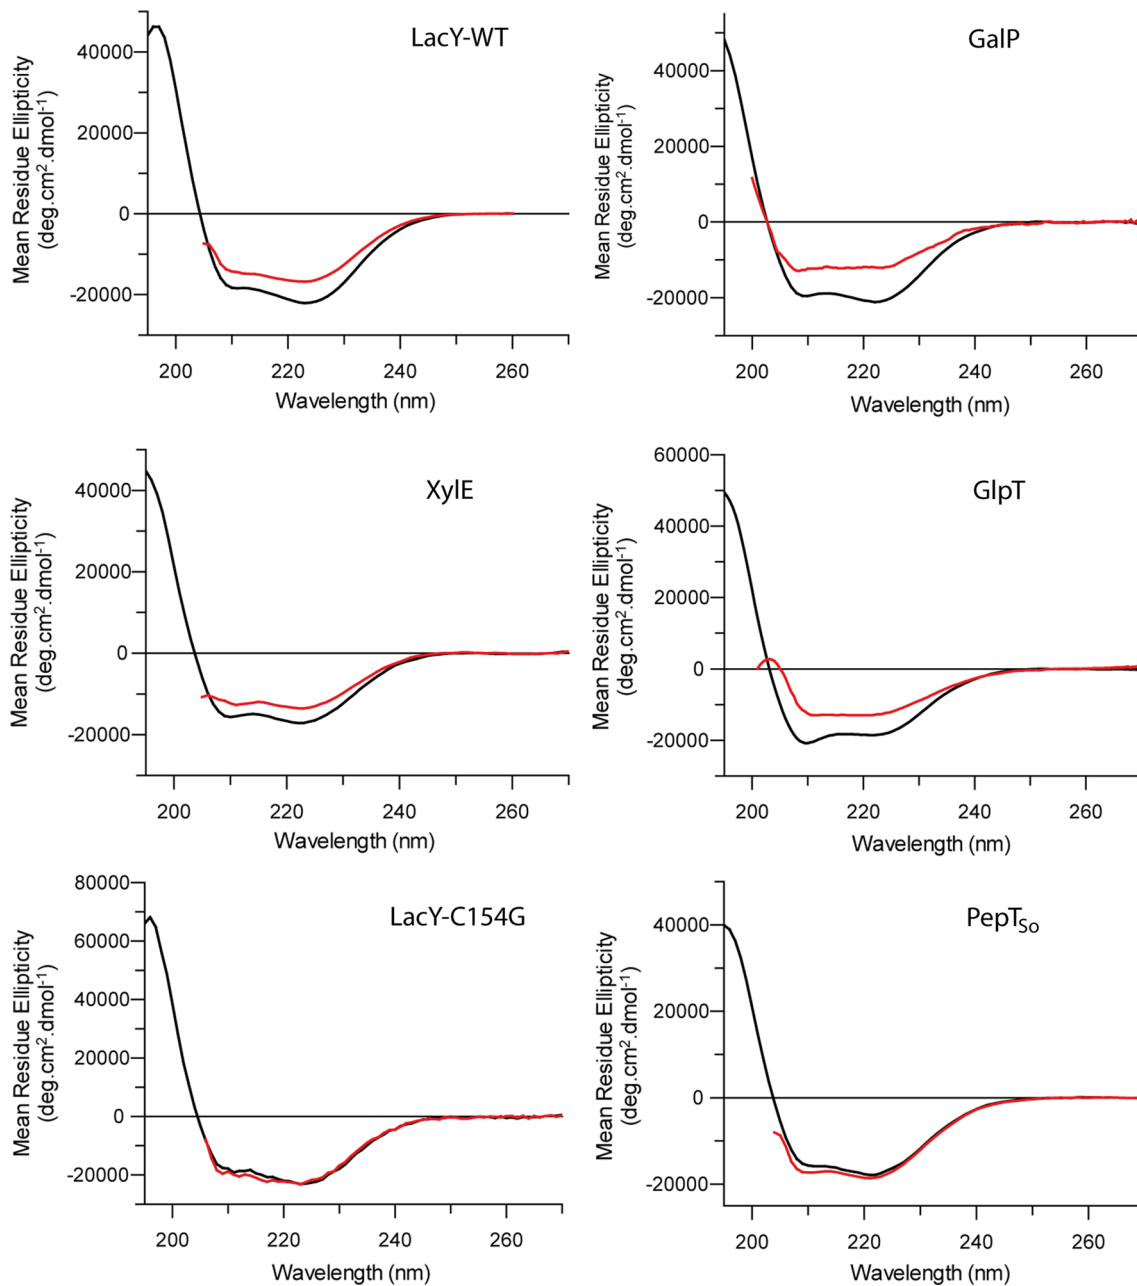 LacY-WT
Mean Residue Ellipticity
(deg.cm².dmol⁻¹)
40000
20000
0
-20000
200 220 240 260
Wavelength (nm)
GalP
Mean Residue Ellipticity
(deg.cm².dmol⁻¹)
40000
20000
0
-20000
200 220 240 260
Wavelength (nm)
XylE
Mean Residue Ellipticity
(deg.cm².dmol⁻¹)
40000
20000
0
-20000
200 220 240 260
Wavelength (nm)
GlpT
Mean Residue Ellipticity
(deg.cm².dmol⁻¹)
60000
40000
20000
0
-20000
200 220 240 260
Wavelength (nm)
LacY-C154G
Mean Residue Ellipticity
(deg.cm².dmol⁻¹)
80000
60000
40000
20000
0
-20000
200 220 240 260
Wavelength (nm)
PepTSo
Mean Residue Ellipticity
(deg.cm².dmol⁻¹)
40000
20000
0
-20000
200 220 240 260
Wavelength (nm)